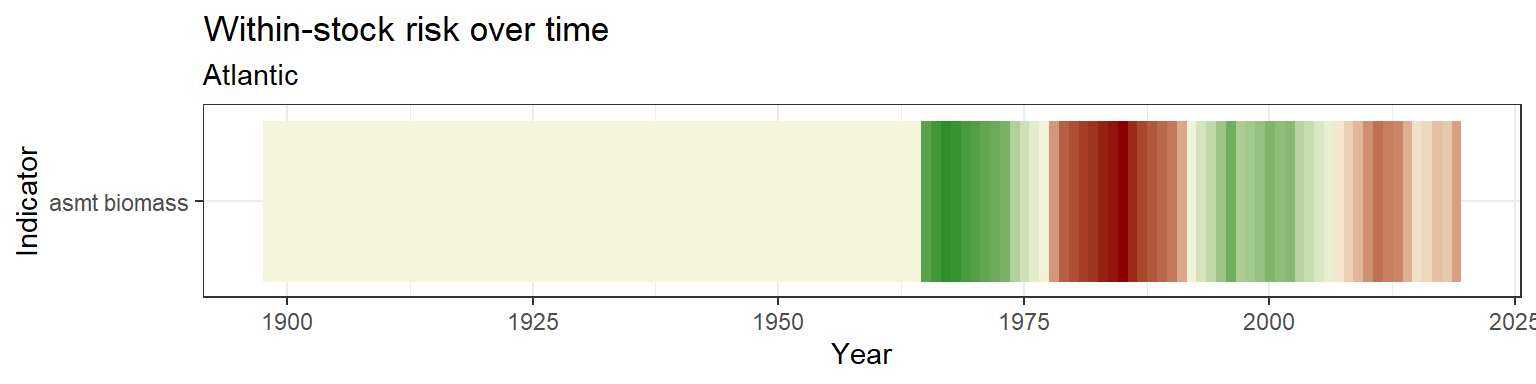 Within-stock risk over time
Atlantic
Indicator
asmt biomass
1900 1925 1950 1975 2000 2025
Year